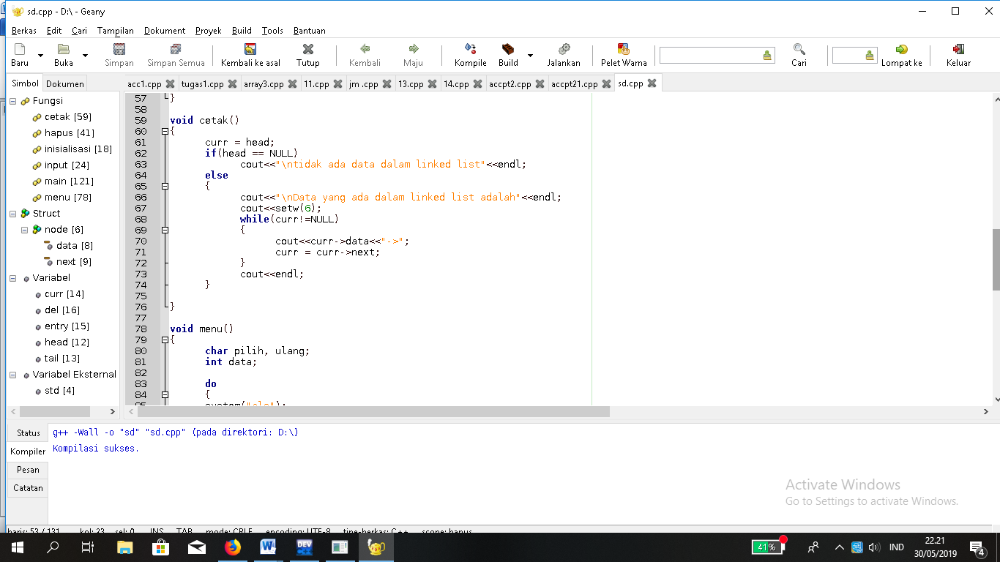 sd.cpp - D:\ - Geany
Berkas Edit Cari Tampilan Dokumen Proyek Build Tools Bantuan
Baru Buka Simpan Simpan Semua Kembali ke asal Tutup Kembali Maju Kompile Build Jalankan Pelet Warna Cari Lompat ke Keluar
Simbol Dokumen
acc1.cpp tugas1.cpp array3.cpp 11.cpp jm .cpp 13.cpp 14.cpp accpt2.cpp accpt21.cpp sd.cpp
Fungsi
cetak [59]
hapus [41]
inisialisasi [18]
input [24]
main [121]
menu [78]
Struct
node [6]
data [8]
next [9]
Variabel
curr [14]
del [16]
entry [15]
head [12]
tail [13]
Variabel Eksternal
std [4]
57 }
58
59 void cetak()
60 {
61 curr = head;
62 if(head == NULL)
63 cout<<"\ntidak ada data dalam linked list"<<endl;
64 else
65 {
66 cout<<"\nData yang ada dalam linked list adalah"<<endl;
67 cout<<setw(6);
68 while(curr!=NULL)
69 {
70 cout<<curr->data<<"->";
71 curr = curr->next;
72 }
73 cout<<endl;
74 }
75
76 }
77
78 void menu()
79 {
80 char pilih, ulang;
81 int data;
82
83 do
84 {
85 system("cls");
Status
Kompiler
Pesan
Catatan
g++ -Wall -o "sd" "sd.cpp" (pada direktori: D:\)
Kompilasi sukses.
Activate Windows
Go to Settings to activate Windows.
baris: 53 / 131 kol: 23 sel: 0 INS TAB mode: CRLF encoding: UTF-8 tipe-berkas: C++ scope: hapus
DEV
41%
IND
22.21
30/05/2019
4